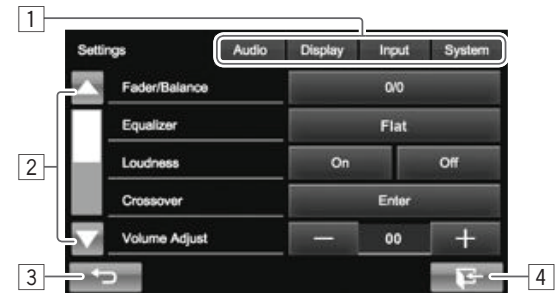 1
Settings Audio Display Input System
Fader/Balance 0/0
Equalizer Flat
2 Loudness On Off
Crossover Enter
Volume Adjust — 00 +
3 4